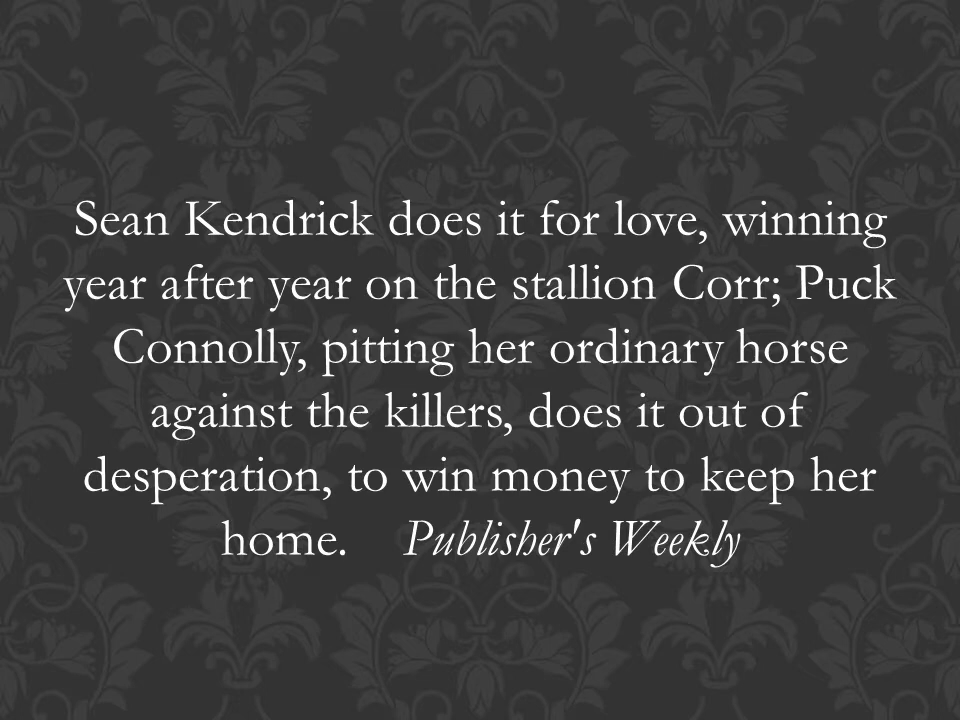 Sean Kendrick does it for love, winning
year after year on the stallion Corr; Puck
Connolly, pitting her ordinary horse
against the killers, does it out of
desperation, to win money to keep her
home.    Publisher's Weekly